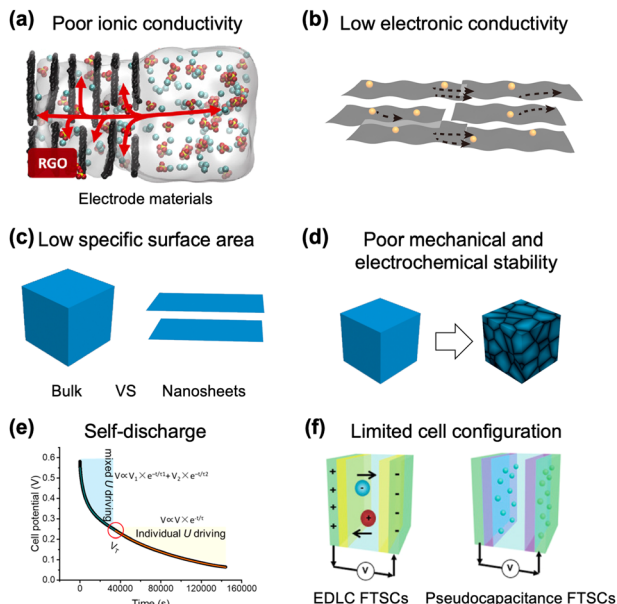 (a) Poor ionic conductivity
RGO
Electrode materials
(b) Low electronic conductivity
(c) Low specific surface area
Bulk VS Nanosheets
(d) Poor mechanical and
electrochemical stability
(e) Self-discharge
Cell potential (V)
0.6
0.5
0.4
0.3
0.2
0.1
0.0
mixed U driving
V∝V₁×e^-t/τ1+V₂×e^-t/τ2
V∝V×e^-t/τ
Individual U driving
0 40000 80000 120000 160000
Time (s)
(f) Limited cell configuration
+ -
+ -
+ -
+ -
-
+
V
V
EDLC FTSCs Pseudocapacitance FTSCs